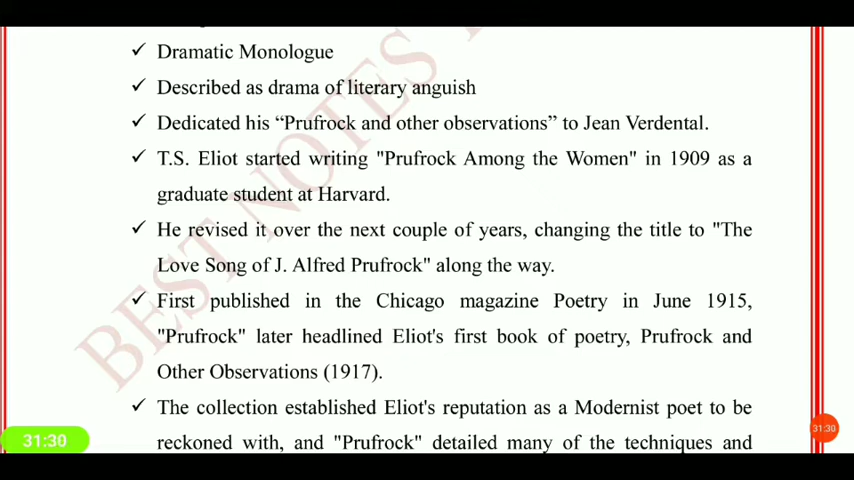 ✓ Dramatic Monologue
✓ Described as drama of literary anguish
✓ Dedicated his “Prufrock and other observations” to Jean Verdental.
✓ T.S. Eliot started writing "Prufrock Among the Women" in 1909 as a
graduate student at Harvard.
✓ He revised it over the next couple of years, changing the title to "The
Love Song of J. Alfred Prufrock" along the way.
✓ First published in the Chicago magazine Poetry in June 1915,
"Prufrock" later headlined Eliot's first book of poetry, Prufrock and
Other Observations (1917).
✓ The collection established Eliot's reputation as a Modernist poet to be
reckoned with, and "Prufrock" detailed many of the techniques and
BEST NOTES
31:30
31:30